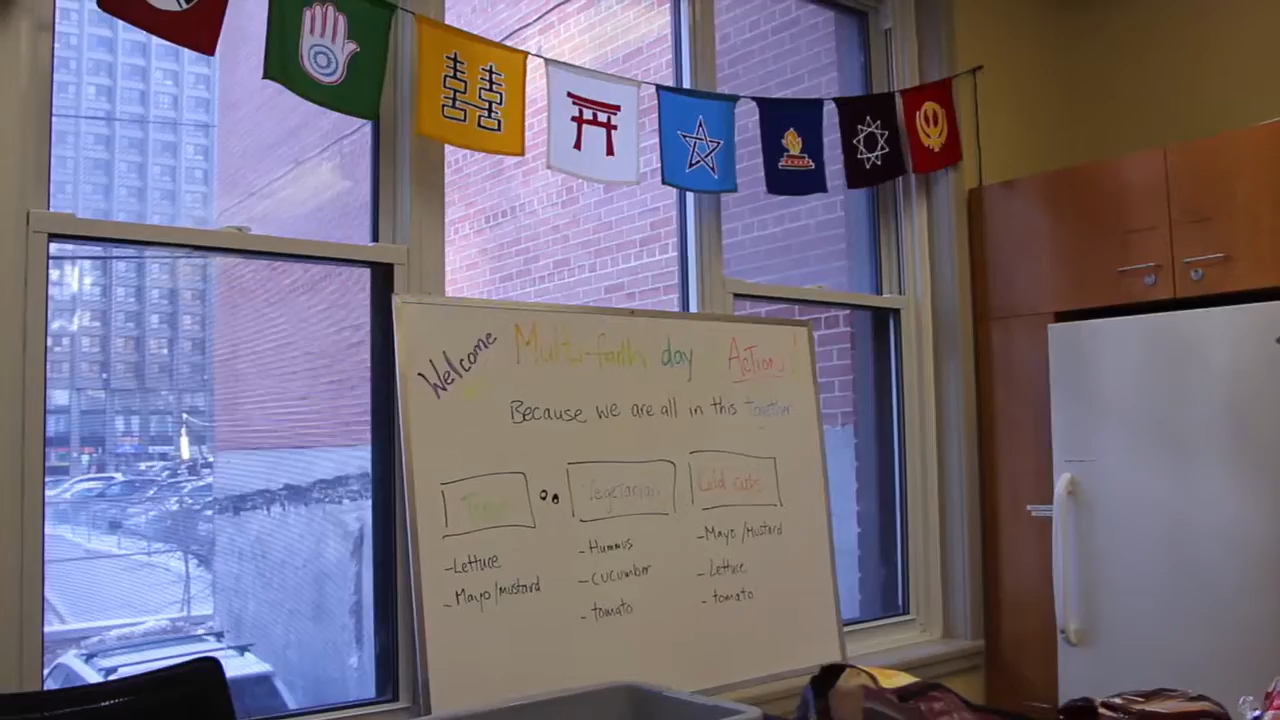 Welcome Multi-faith day Action!
Because we are all in this together
Tuna
Vegetarian
Cold cuts
-Lettuce
- Mayo/mustard
- Hummus
- cucumber
- tomato
- Mayo/mustard
- Lettuce
- tomato